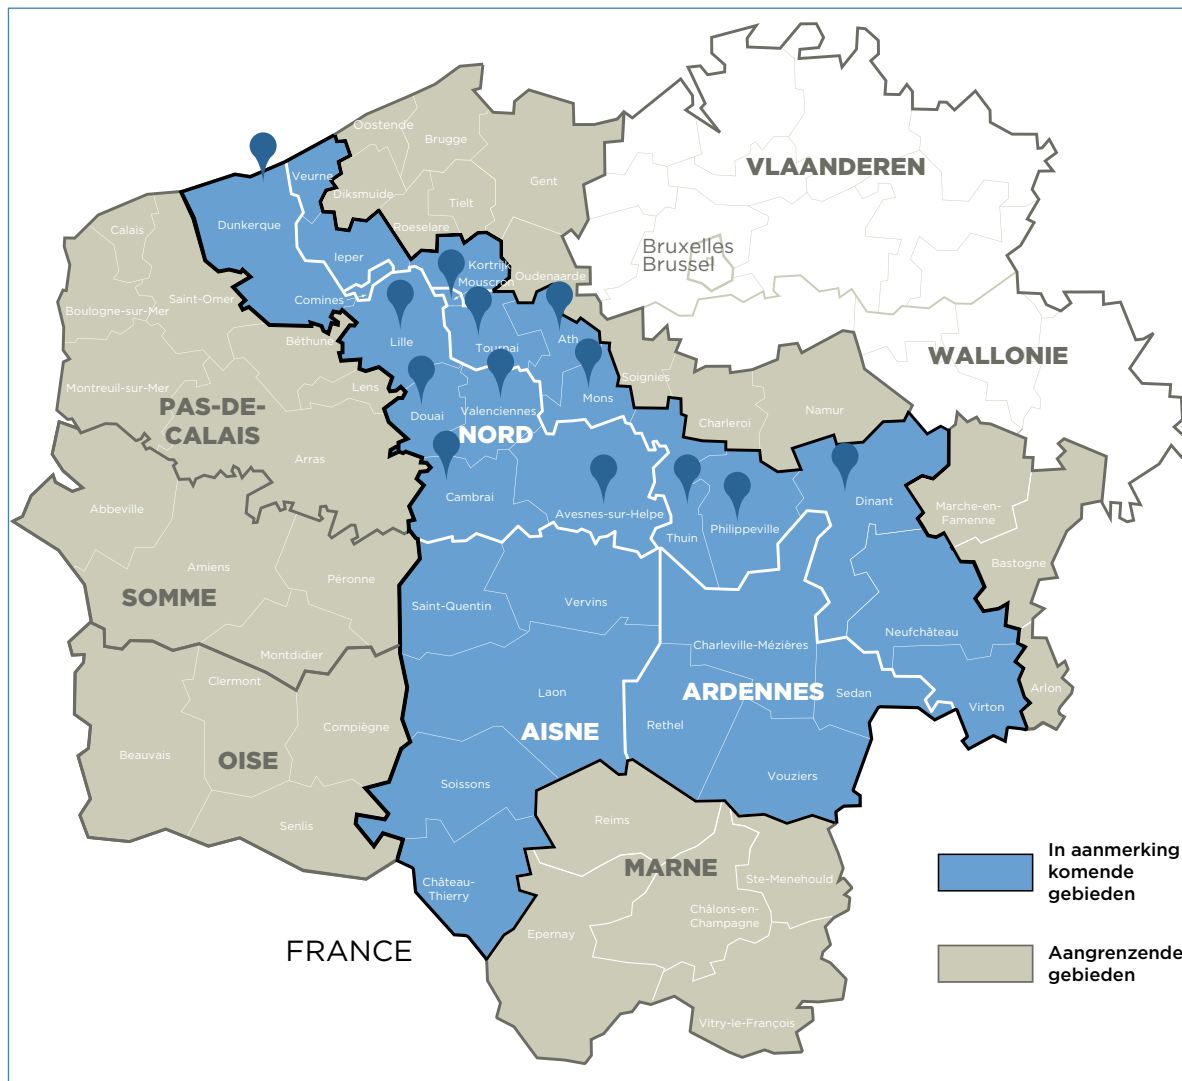 Oostende
Brugge
VLAANDEREN
Veurne
Diksmuide
Gent
Tielt
Calais
Dunkerque
Roeselare
Bruxelles
Brussel
Ieper
Kortrijk
Mouscron
Oudenaarde
Saint-Omer
Comines
Boulogne-sur-Mer
Béthune
Lille
Tournai
Ath
WALLONIE
Montreuil-sur-Mer
Lens
Soignies
PAS-DE-
CALAIS
Douai
Valenciennes
Mons
Charleroi
Namur
NORD
Arras
Abbeville
Cambrai
Avesnes-sur-Helpe
Thuin
Philippeville
Dinant
Marche-en-
Famenne
Amiens
Péronne
Bastogne
SOMME
Saint-Quentin
Vervins
Neufchâteau
Montdidier
Charleville-Mézières
Clermont
Laon
ARDENNES
Sedan
Virton
Arlon
Compiègne
AISNE
Rethel
Beauvais
OISE
Soissons
Vouziers
Senlis
Reims
MARNE
Château-
Thierry
Ste-Menehould
Châlons-en-
Champagne
Epernay
FRANCE
Vitry-le-François
In aanmerking
komende
gebieden
Aangrenzende
gebieden